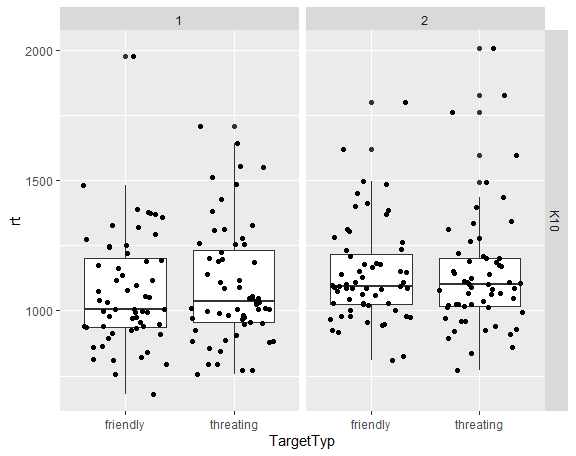 1
2
2000
1500
1000
rt
K10
friendly
threating
friendly
threating
TargetTyp